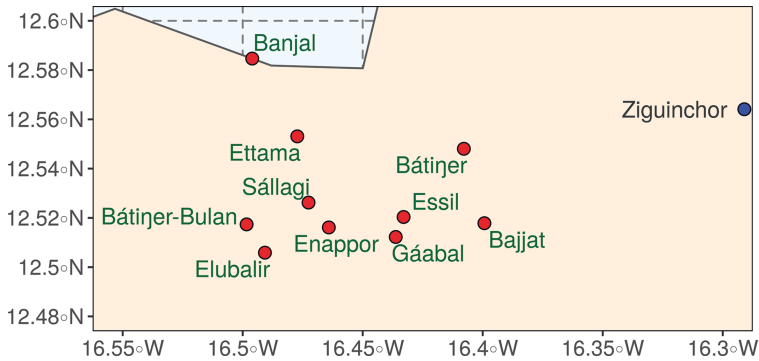 12.6°N
Banjal
12.58°N
12.56°N
Ziguinchor
Ettama
Bátiŋer
12.54°N
Sállagi
Essil
12.52°N
Bátiŋer-Bulan
Enappor
Bajjat
Gáabal
12.5°N
Elubalir
12.48°N
16.55°W 16.5°W 16.45°W 16.4°W 16.35°W 16.3°W